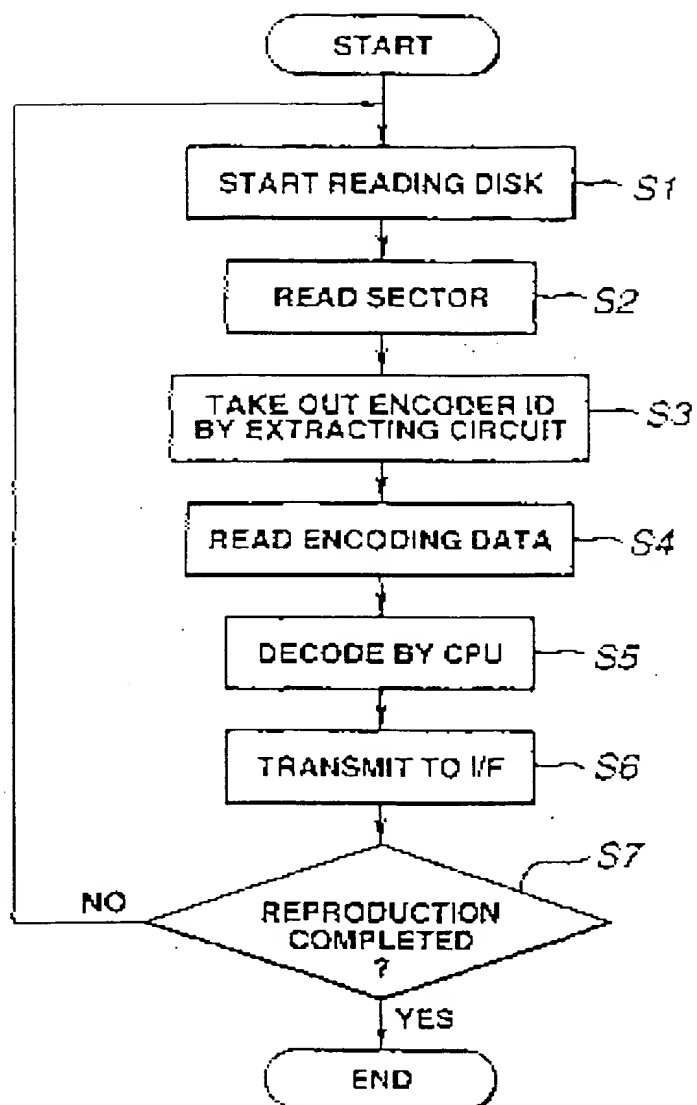 START
START READING DISK
S1
READ SECTOR
S2
TAKE OUT ENCODER ID
BY EXTRACTING CIRCUIT
S3
READ ENCODING DATA
S4
DECODE BY CPU
S5
TRANSMIT TO I/F
S6
S7
NO
REPRODUCTION
COMPLETED
?
YES
END